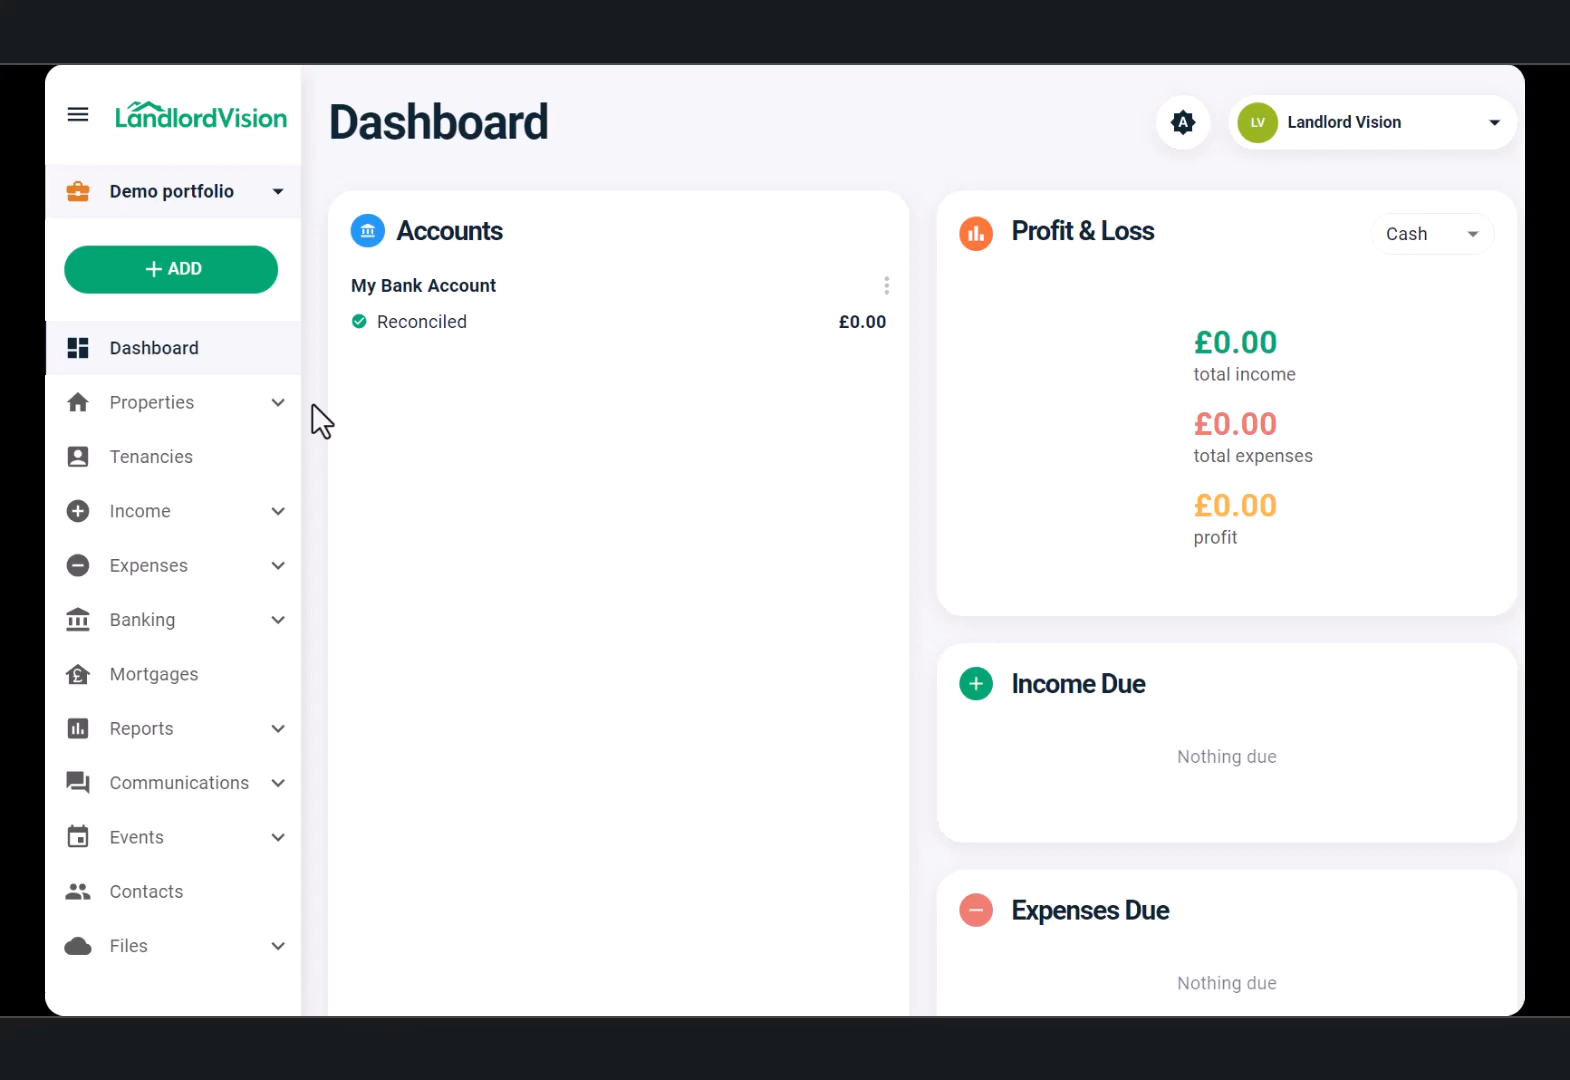 LandlordVision
Demo portfolio
+ ADD
Dashboard
Properties
Tenancies
Income
Expenses
Banking
Mortgages
Reports
Communications
Events
Contacts
Files
Dashboard
A
LV
Landlord Vision
Accounts
My Bank Account
Reconciled £0.00
Profit & Loss
Cash
£0.00
total income
£0.00
total expenses
£0.00
profit
Income Due
Nothing due
Expenses Due
Nothing due